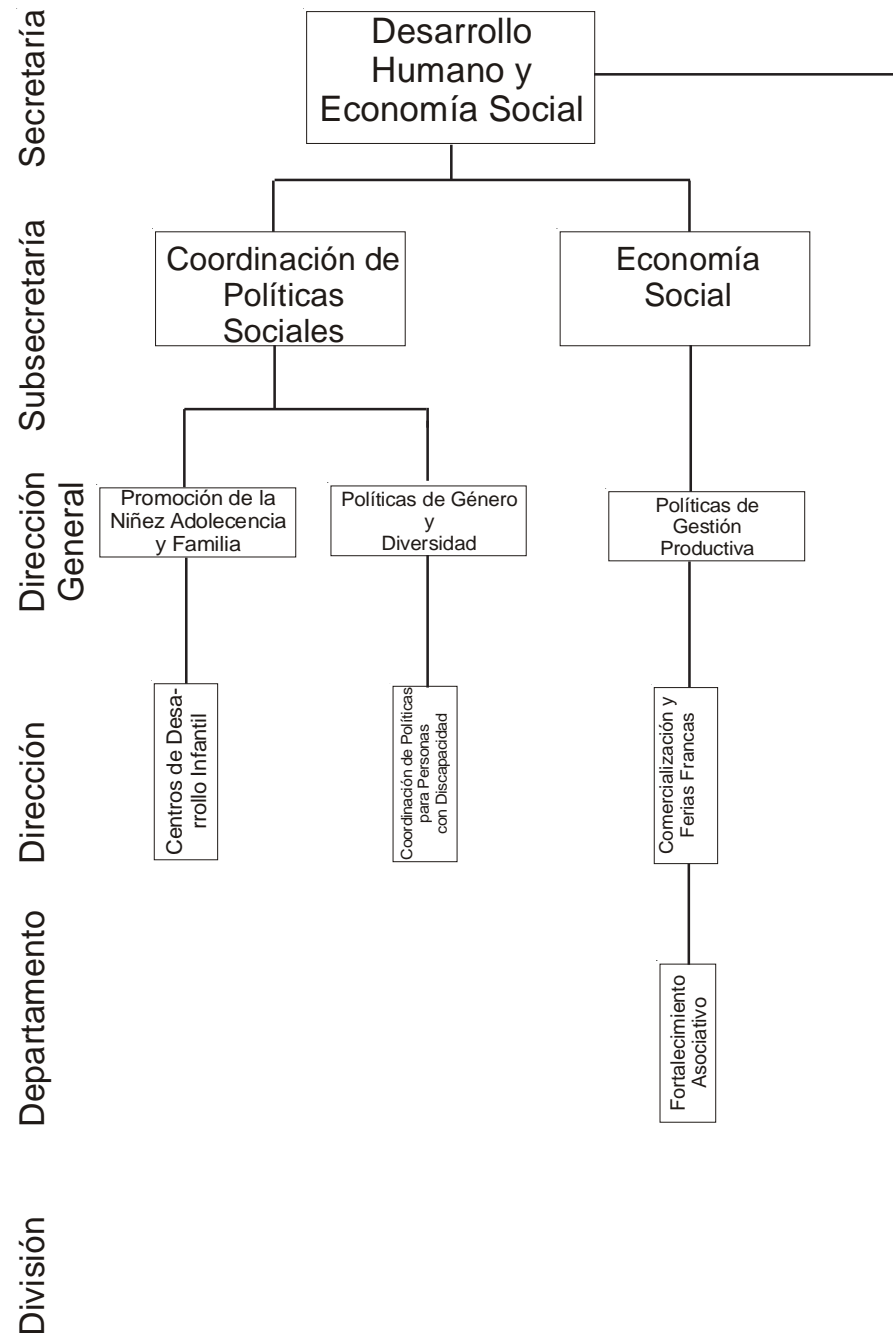 Secretaría
Desarrollo
Humano y
Economía Social
Subsecretaría
Coordinación de
Políticas
Sociales
Economía
Social
Dirección
General
Promoción de la
Niñez Adolecencia
y Familia
Políticas de Género
y
Diversidad
Políticas de
Gestión
Productiva
Dirección
Centros de Desa-
rrollo Infantil
Coordinación de Políticas
para Personas
con Discapacidad
Comercialización y
Ferias Francas
Departamento
Fortalecimiento
Asociativo
División